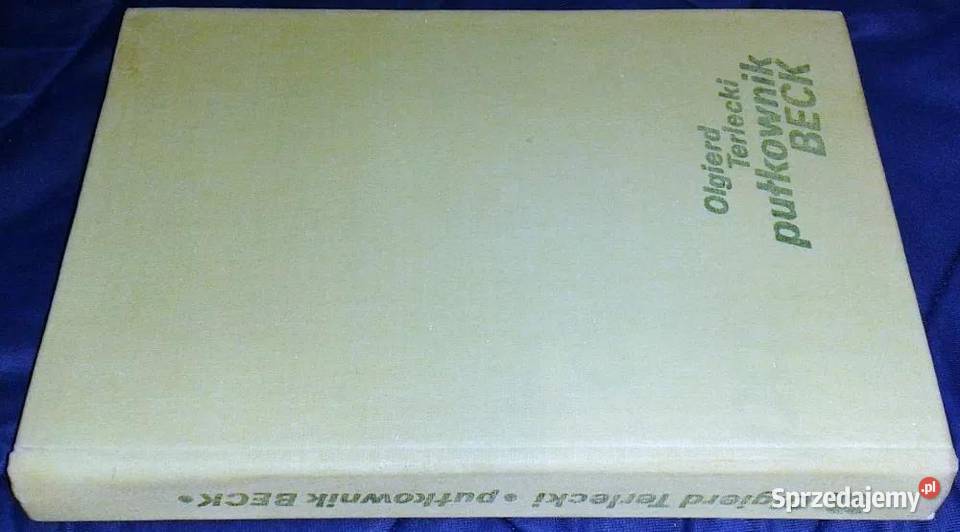 Olgierd
Terlecki
pułkownik
BECK
gierd Terlecki • pułkownik BECK •
Sprzedajemy.pl